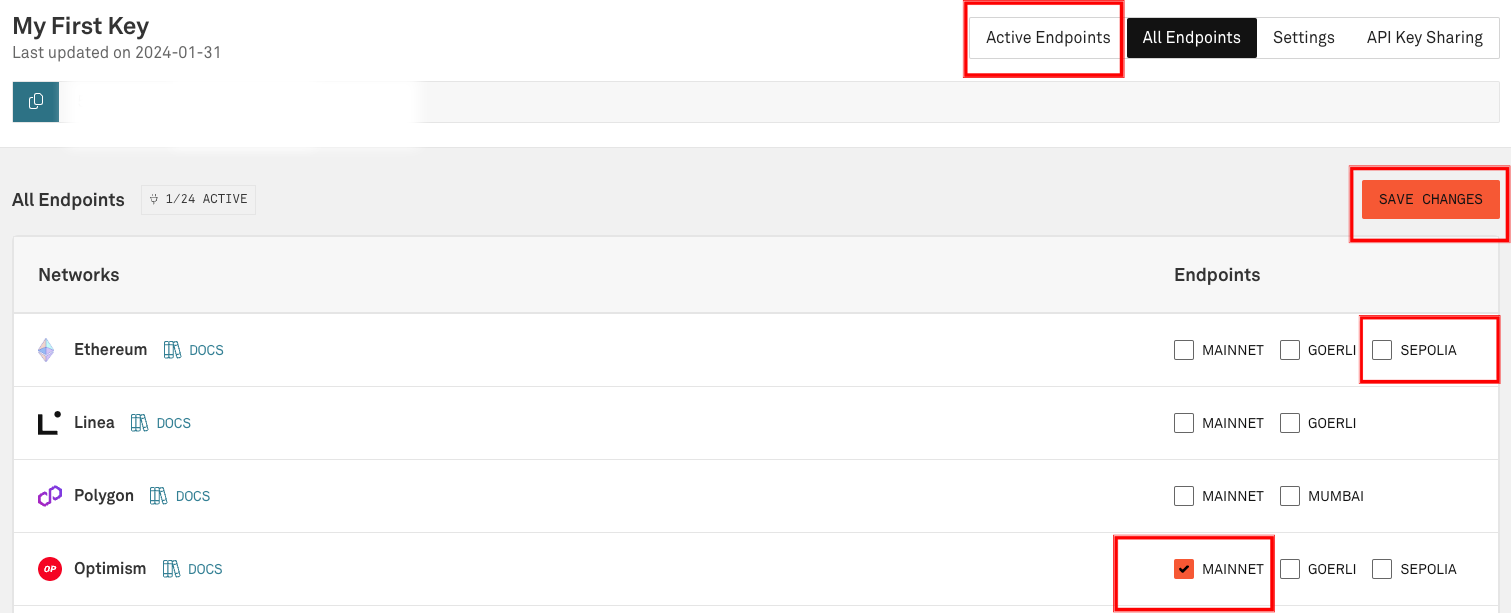 My First Key
Last updated on 2024-01-31
Active Endpoints All Endpoints Settings API Key Sharing
All Endpoints 1/24 ACTIVE SAVE CHANGES
Networks Endpoints
Ethereum DOCS MAINNET GOERLI SEPOLIA
Linea DOCS MAINNET GOERLI
Polygon DOCS MAINNET MUMBAI
OP Optimism DOCS MAINNET GOERLI SEPOLIA